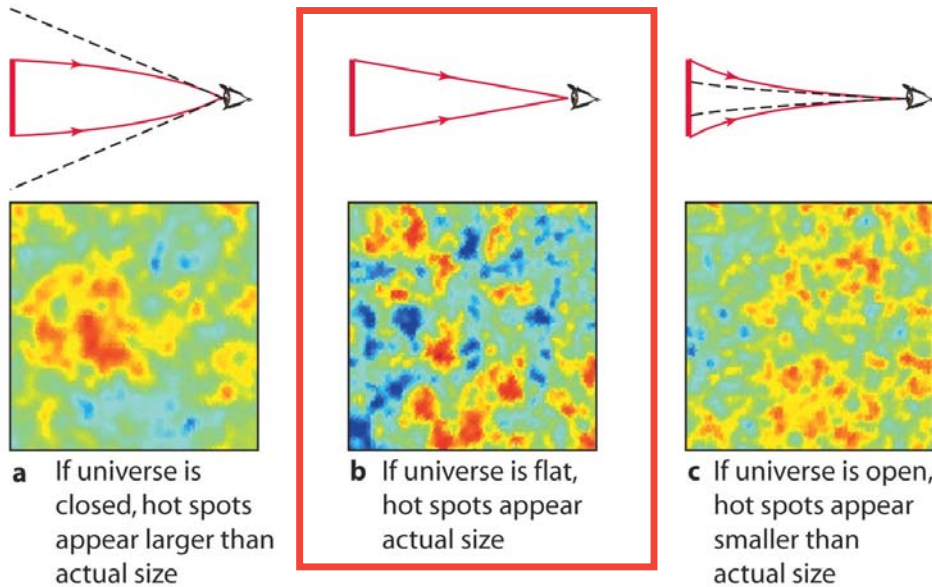 a If universe is
closed, hot spots
appear larger than
actual size
b If universe is flat,
hot spots appear
actual size
c If universe is open,
hot spots appear
smaller than
actual size